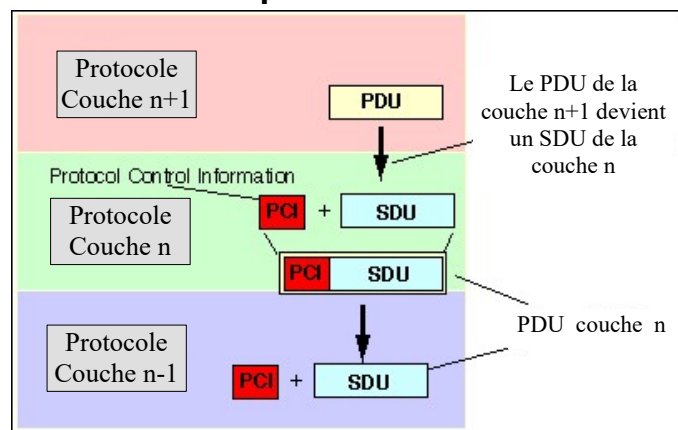 Protocole
Couche n+1
PDU
Le PDU de la
couche n+1 devient
un SDU de la
couche n
Protocol Control Information
Protocole
Couche n
PCI + SDU
PCI SDU
PDU couche n
Protocole
Couche n-1
PCI + SDU